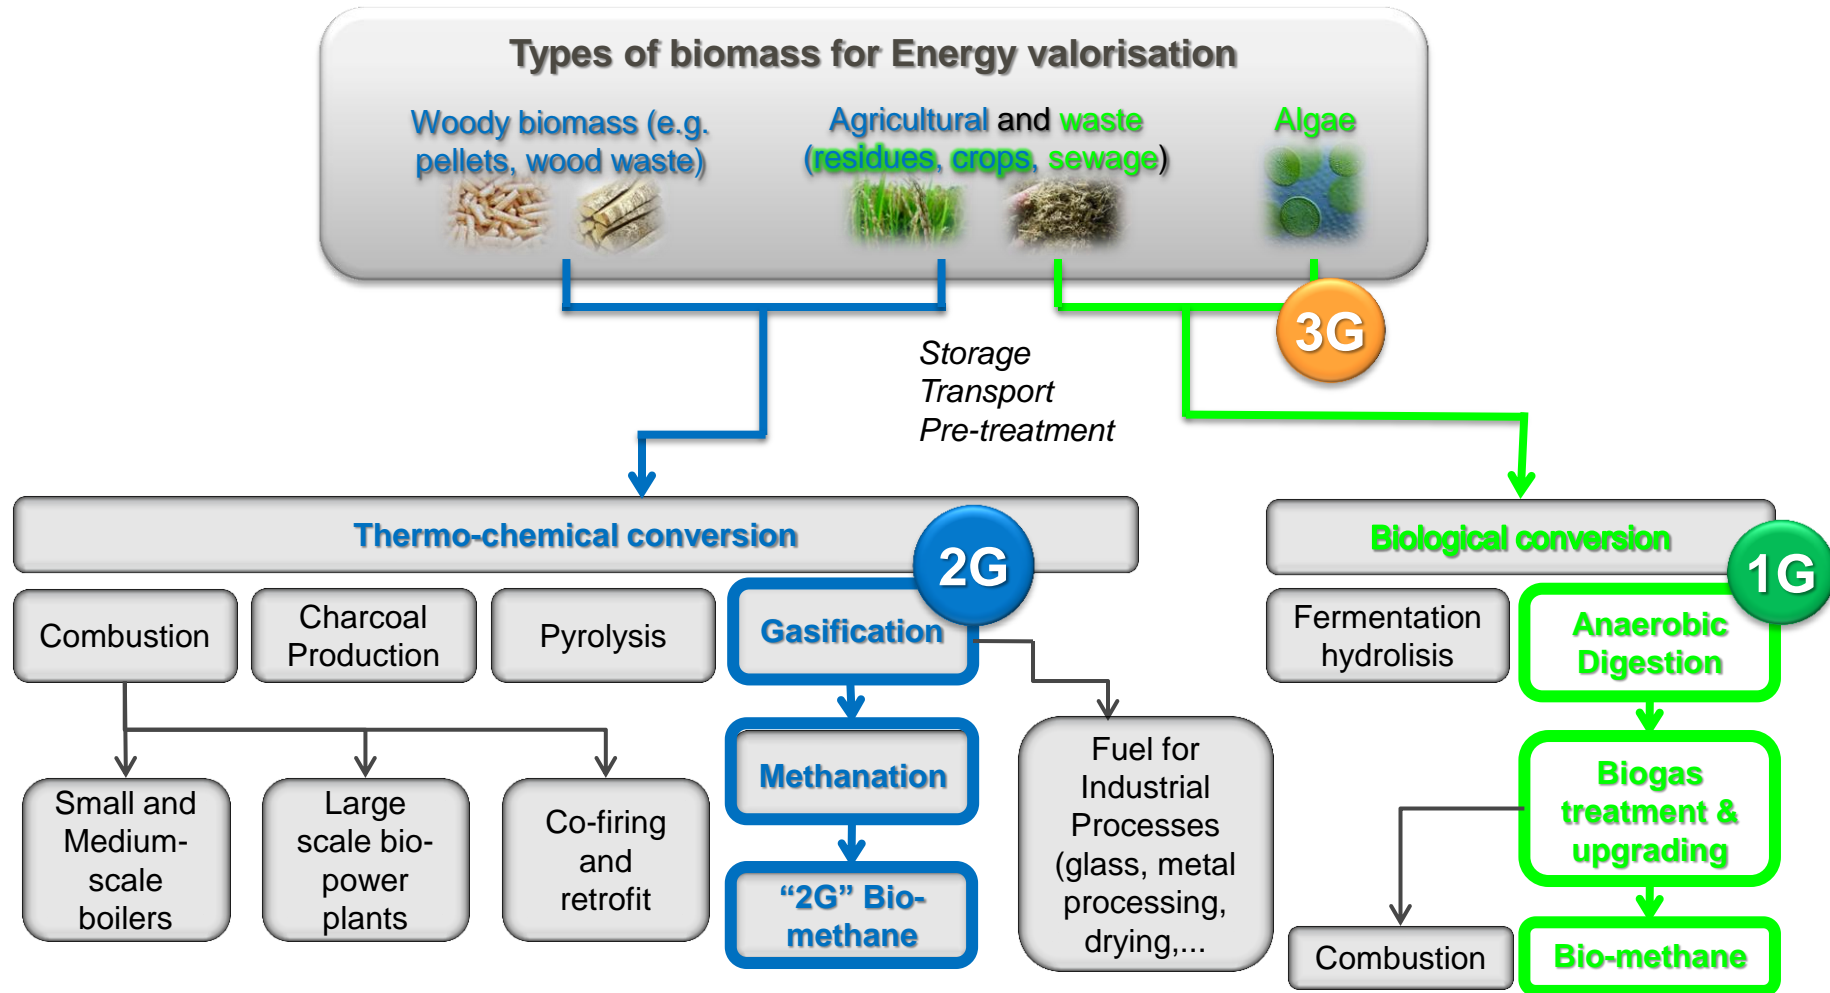 Types of biomass for Energy valorisation
Woody biomass (e.g.
pellets, wood waste)
Agricultural and waste
(residues, crops, sewage)
Algae
3G
Storage
Transport
Pre-treatment
Thermo-chemical conversion
2G
Biological conversion
1G
Combustion
Charcoal
Production
Pyrolysis
Gasification
Fermentation
hydrolisis
Anaerobic
Digestion
Small and
Medium-
scale
boilers
Large
scale bio-
power
plants
Co-firing
and
retrofit
Methanation
“2G” Bio-
methane
Fuel for
Industrial
Processes
(glass, metal
processing,
drying,...
Biogas
treatment &
upgrading
Combustion
Bio-methane